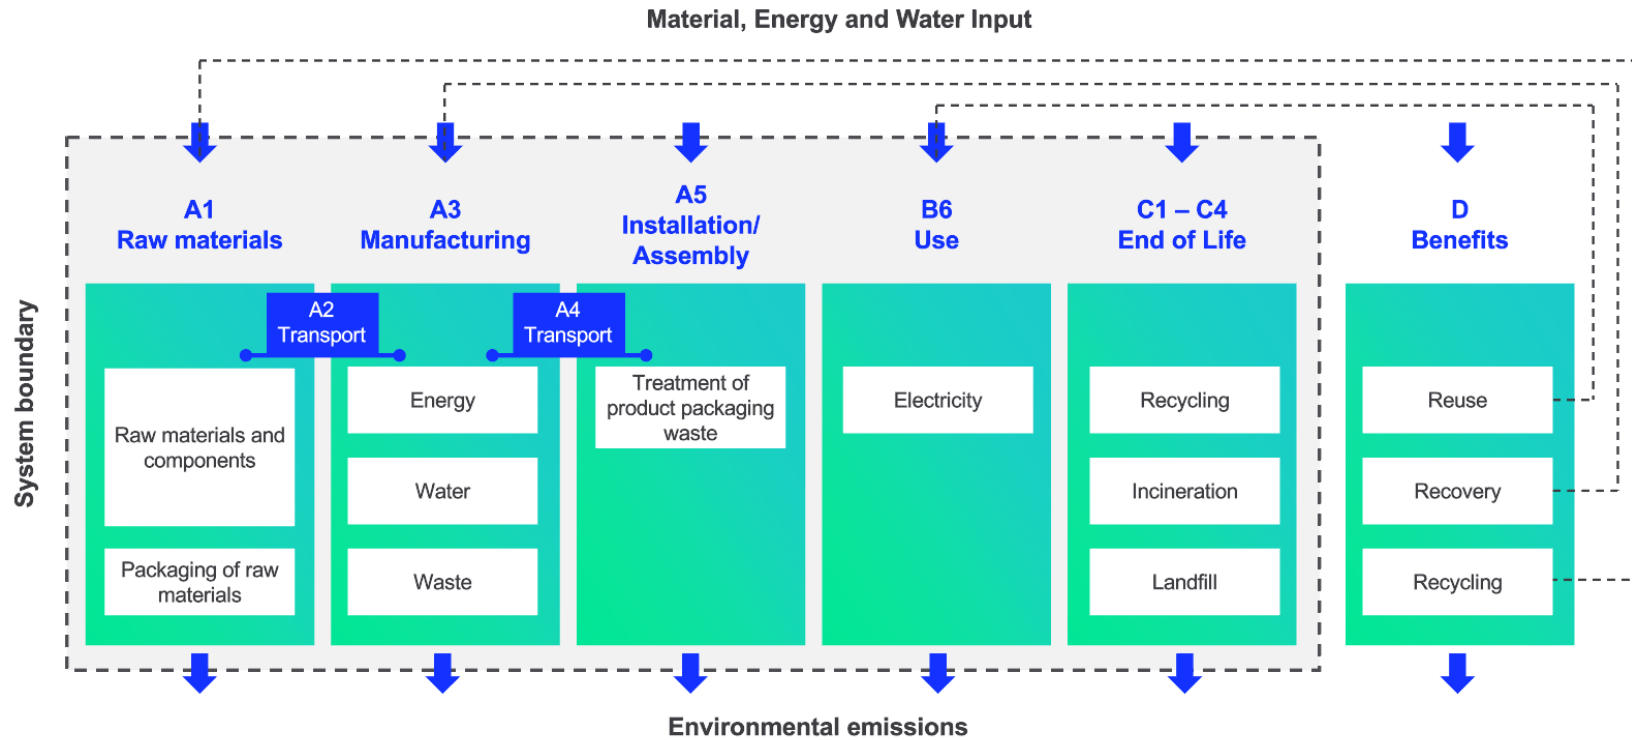 Material, Energy and Water Input
A1
Raw materials
A3
Manufacturing
A5
Installation/
Assembly
B6
Use
C1 – C4
End of Life
D
Benefits
System boundary
A2
Transport
A4
Transport
Raw materials and
components
Packaging of raw
materials
Energy
Water
Waste
Treatment of
product packaging
waste
Electricity
Recycling
Incineration
Landfill
Reuse
Recovery
Recycling
Environmental emissions